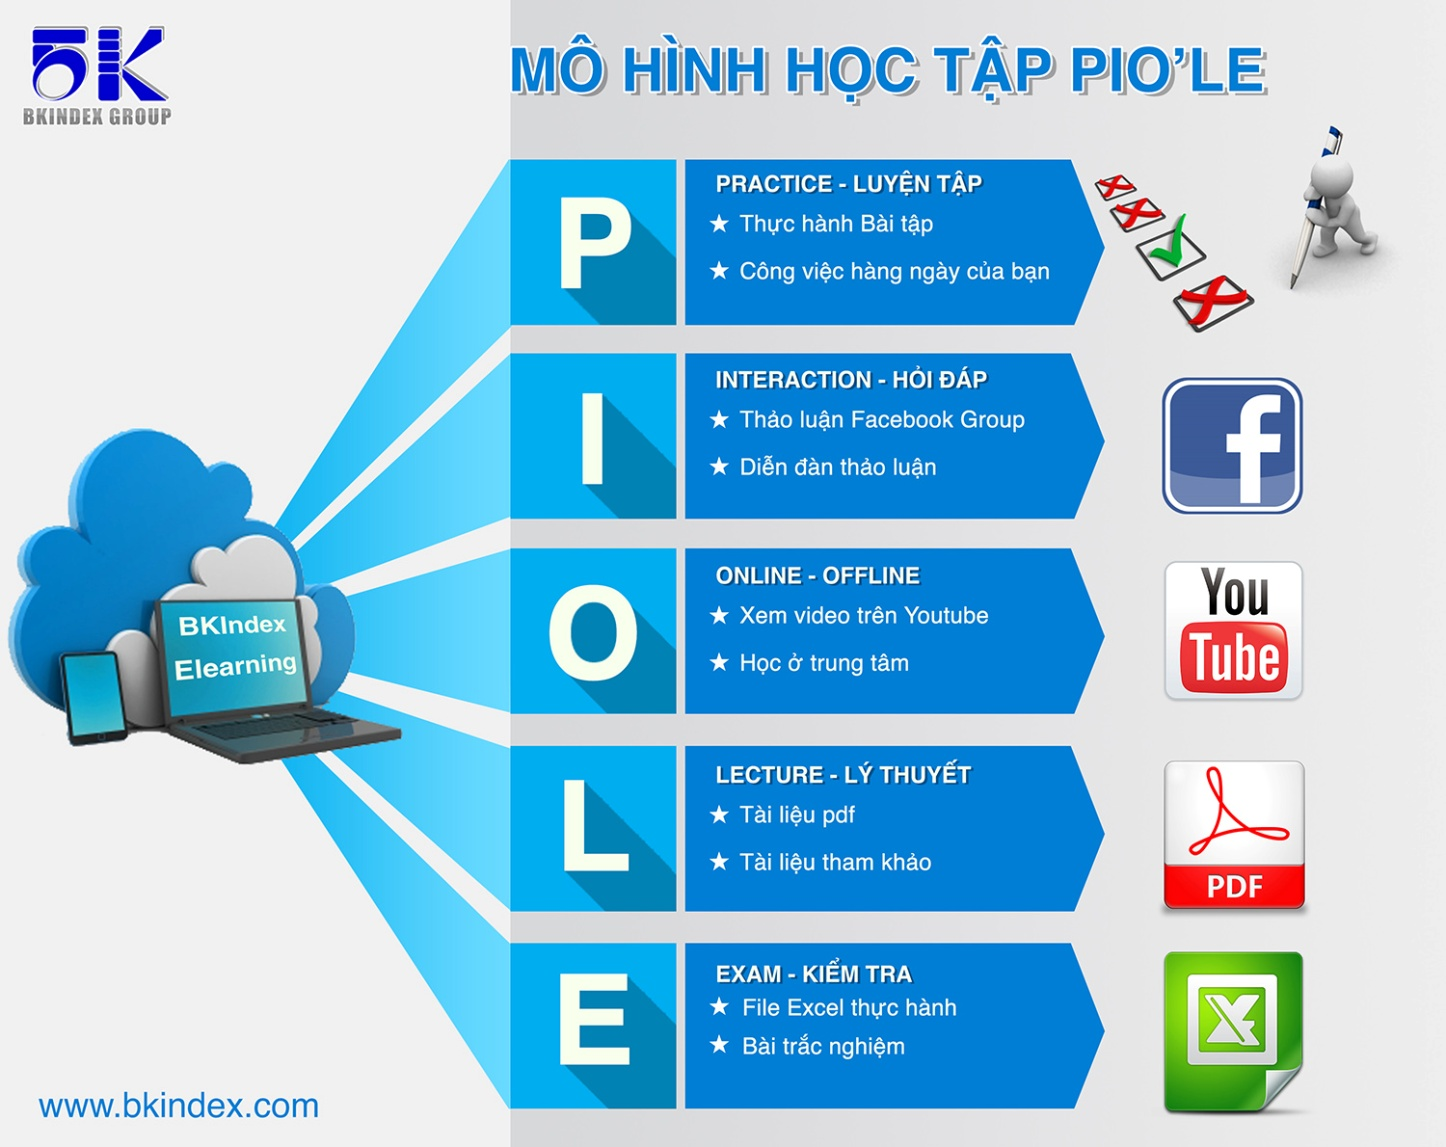 BK
BKINDEX GROUP
MÔ HÌNH HỌC TẬP PIO'LE
P
PRACTICE - LUYỆN TẬP
★ Thực hành Bài tập
★ Công việc hàng ngày của bạn
I
INTERACTION - HỎI ĐÁP
★ Thảo luận Facebook Group
★ Diễn đàn thảo luận
f
BKIndex
Elearning
O
ONLINE - OFFLINE
★ Xem video trên Youtube
★ Học ở trung tâm
You
Tube
L
LECTURE - LÝ THUYẾT
★ Tài liệu pdf
★ Tài liệu tham khảo
PDF
E
EXAM - KIỂM TRA
★ File Excel thực hành
★ Bài trắc nghiệm
X
www.bkindex.com